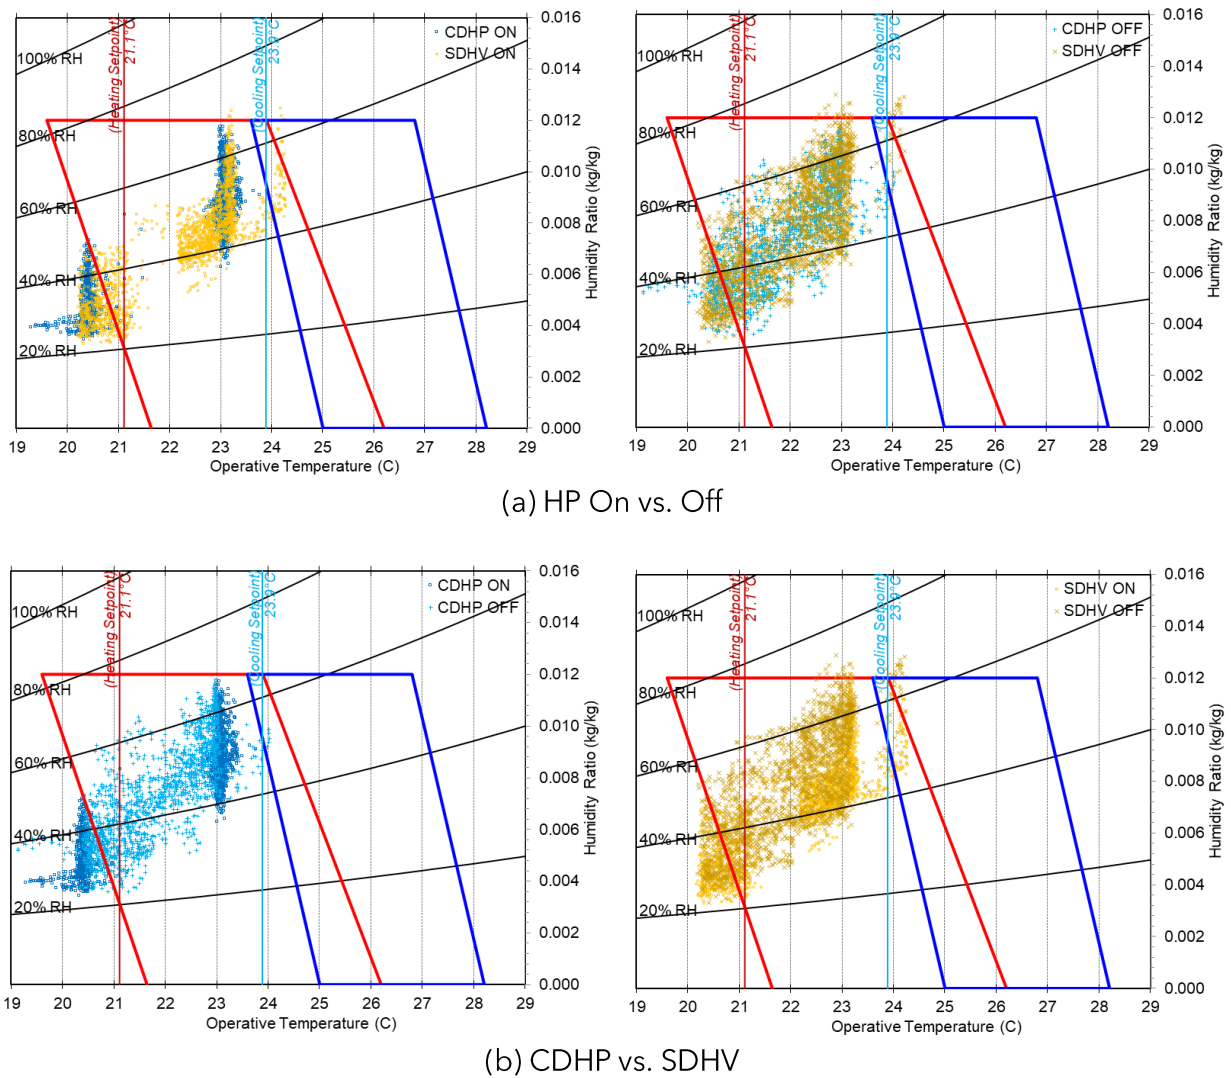 CDHP ON
SDHV ON
(Heating Setpoint)
21.1°C
(Cooling Setpoint)
23.9°C
100% RH
80% RH
60% RH
40% RH
20% RH
0.016
0.014
0.012
0.010
0.008
0.006
0.004
0.002
0.000
Humidity Ratio (kg/kg)
19 20 21 22 23 24 25 26 27 28 29
Operative Temperature (C)
CDHP OFF
SDHV OFF
(Heating Setpoint)
21.1°C
(Cooling Setpoint)
23.9°C
100% RH
80% RH
60% RH
40% RH
20% RH
0.016
0.014
0.012
0.010
0.008
0.006
0.004
0.002
0.000
Humidity Ratio (kg/kg)
19 20 21 22 23 24 25 26 27 28 29
Operative Temperature (C)
(a) HP On vs. Off
CDHP ON
CDHP OFF
(Heating Setpoint)
21.1°C
(Cooling Setpoint)
23.9°C
100% RH
80% RH
60% RH
40% RH
20% RH
0.016
0.014
0.012
0.010
0.008
0.006
0.004
0.002
0.000
Humidity Ratio (kg/kg)
19 20 21 22 23 24 25 26 27 28 29
Operative Temperature (C)
SDHV ON
SDHV OFF
(Heating Setpoint)
21.1°C
(Cooling Setpoint)
23.9°C
100% RH
80% RH
60% RH
40% RH
20% RH
0.016
0.014
0.012
0.010
0.008
0.006
0.004
0.002
0.000
Humidity Ratio (kg/kg)
19 20 21 22 23 24 25 26 27 28 29
Operative Temperature (C)
(b) CDHP vs. SDHV